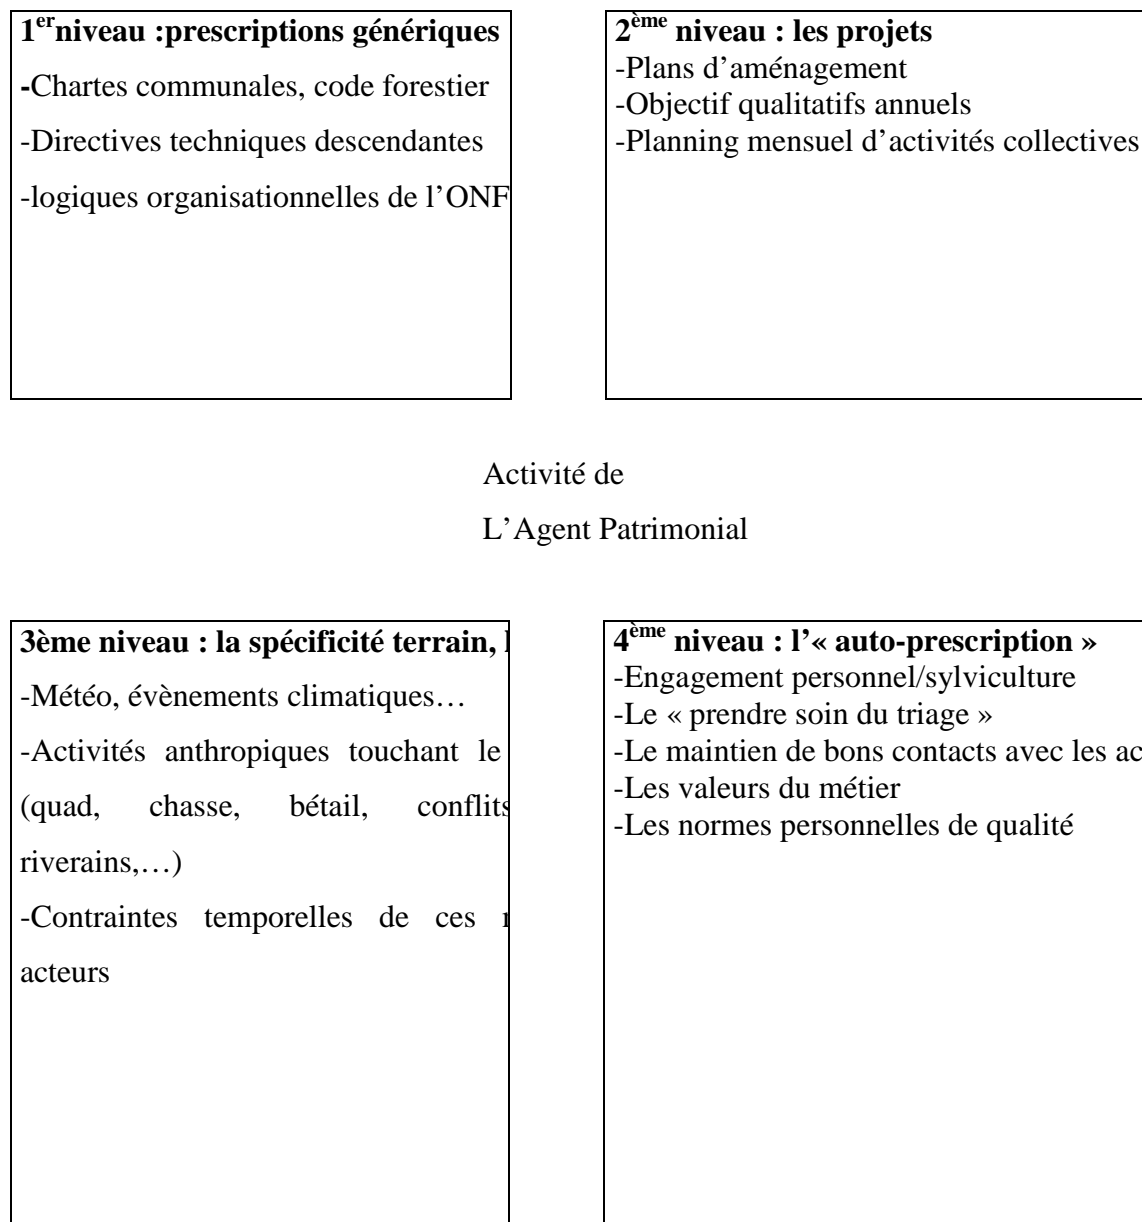 1er niveau :prescriptions génériques
-Chartes communales, code forestier
-Directives techniques descendantes
-logiques organisationnelles de l’ONF
2ème niveau : les projets
-Plans d’aménagement
-Objectif qualitatifs annuels
-Planning mensuel d’activités collectives
Activité de
L’Agent Patrimonial
3ème niveau : la spécificité terrain,
-Météo, évènements climatiques…
-Activités anthropiques touchant le
(quad, chasse, bétail, conflits
riverains,…)
-Contraintes temporelles de ces
acteurs
4ème niveau : l’« auto-prescription »
-Engagement personnel/sylviculture
-Le « prendre soin du triage »
-Le maintien de bons contacts avec les
-Les valeurs du métier
-Les normes personnelles de qualité